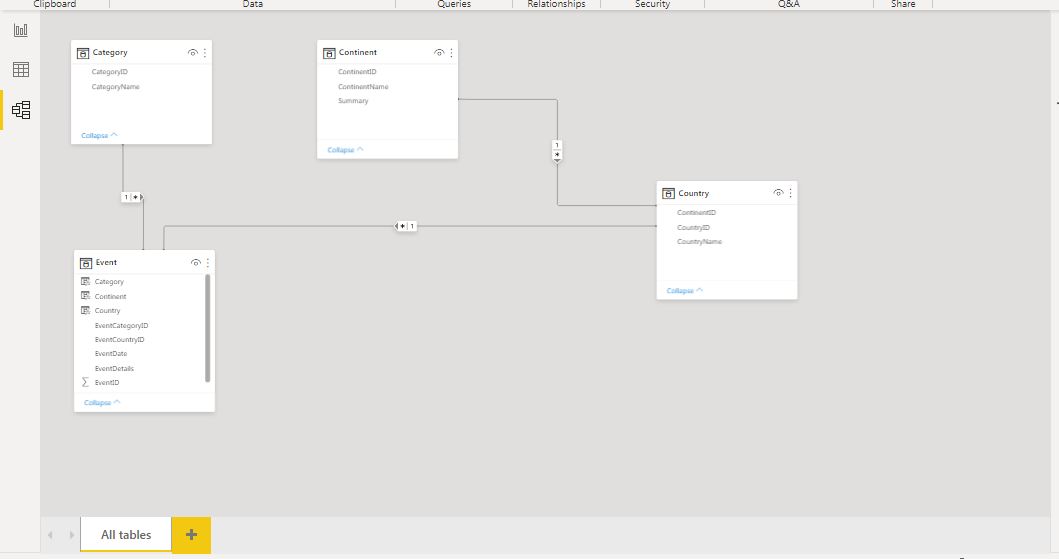 Clipboard Data Queries Relationships Security Q&A Share
Category
CategoryID
CategoryName
Collapse
Continent
ContinentID
ContinentName
Summary
Collapse
1
*
Country
ContinentID
CountryID
CountryName
Collapse
1 *
* 1
Event
Category
Continent
Country
EventCategoryID
EventCountryID
EventDate
EventDetails
∑ EventID
Collapse
All tables +